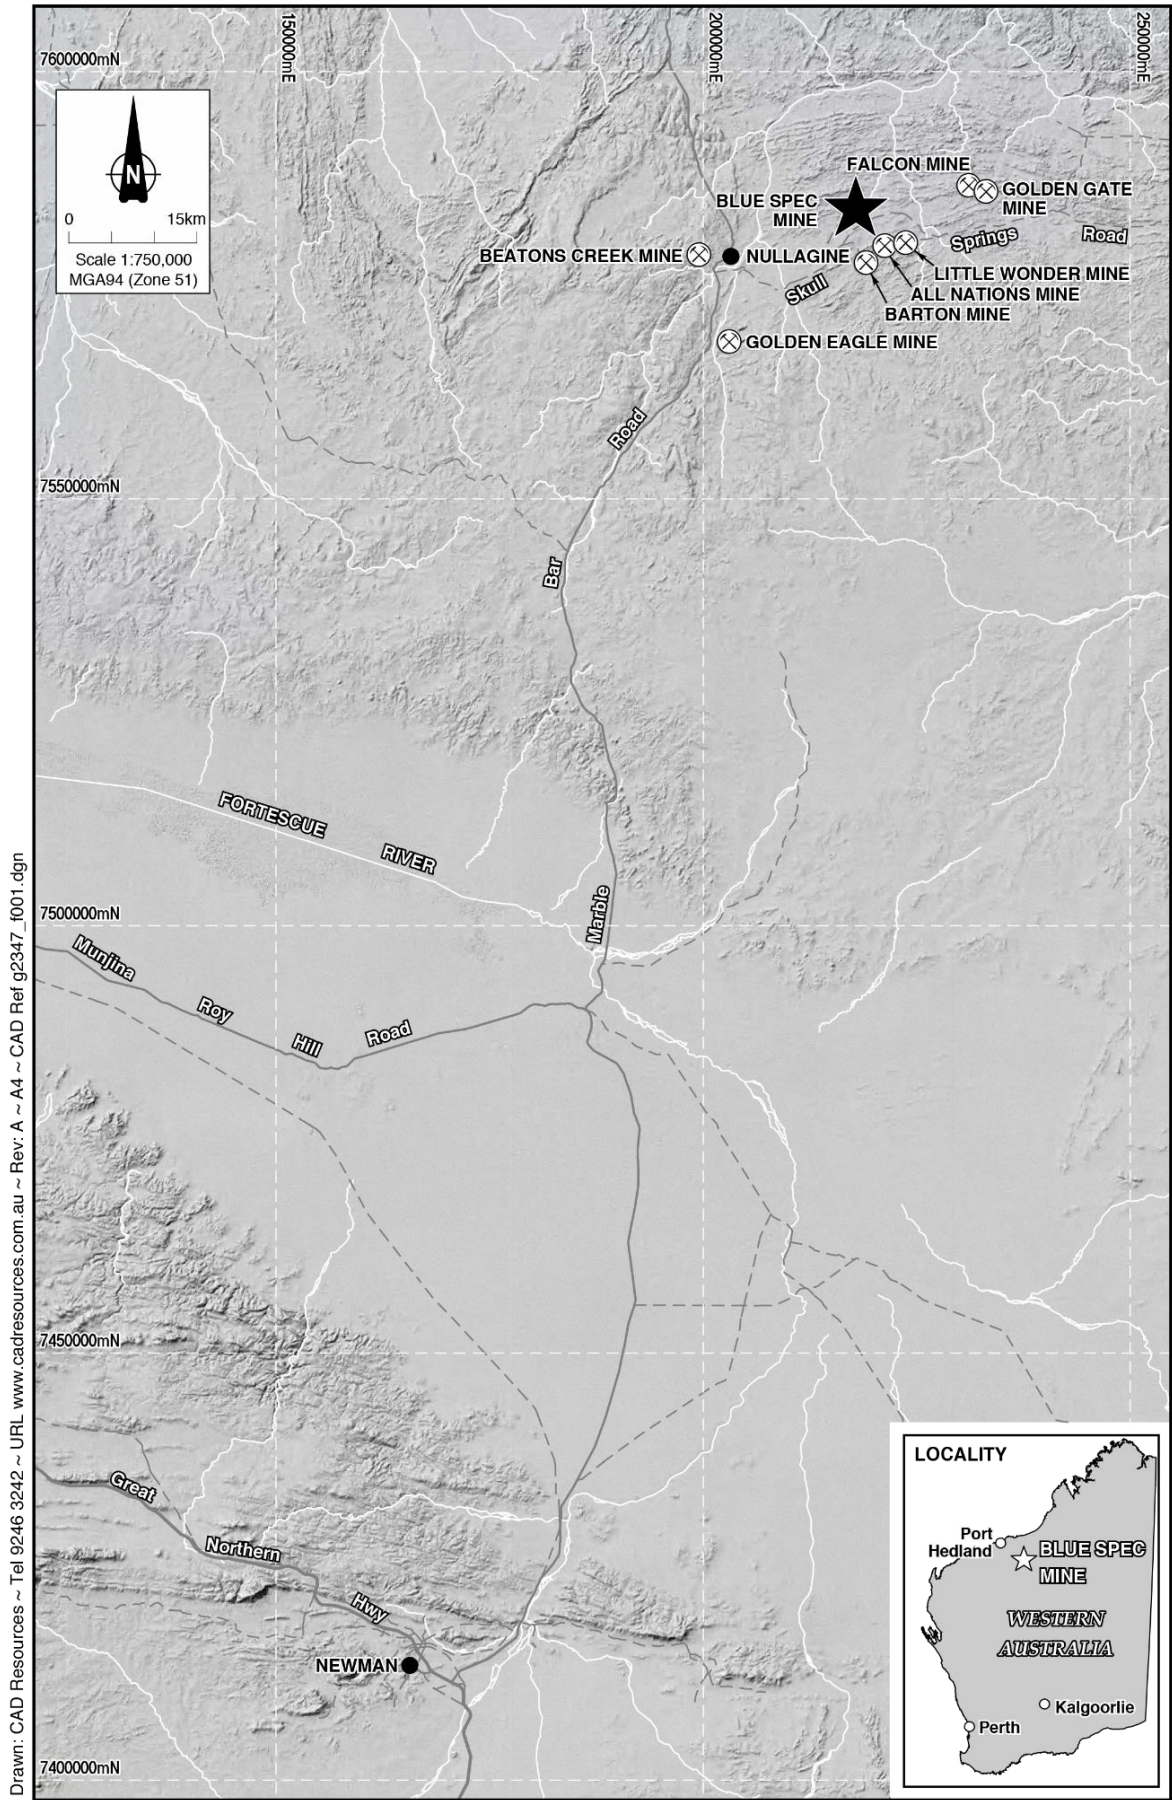 150000mE
200000mE
250000mE
7600000mN
N
0 15km
Scale 1:750,000
MGA94 (Zone 51)
FALCON MINE
GOLDEN GATE
MINE
BLUE SPEC
MINE
Springs
Road
BEATONS CREEK MINE
NULLAGINE
LITTLE WONDER MINE
Skull
ALL NATIONS MINE
BARTON MINE
GOLDEN EAGLE MINE
Road
7550000mN
Bar
FORTESCUE
RIVER
Marble
7500000mN
Munjina
Roy
Hill
Road
7450000mN
Great
Northern
Hwy
NEWMAN
7400000mN
LOCALITY
Port
Hedland
BLUE SPEC
MINE
WESTERN
AUSTRALIA
Kalgoorlie
Perth
Drawn: CAD Resources ~ Tel 9246 3242 ~ URL www.cadresources.com.au ~ Rev: A ~ A4 ~ CAD Ref g2347_f001.dgn